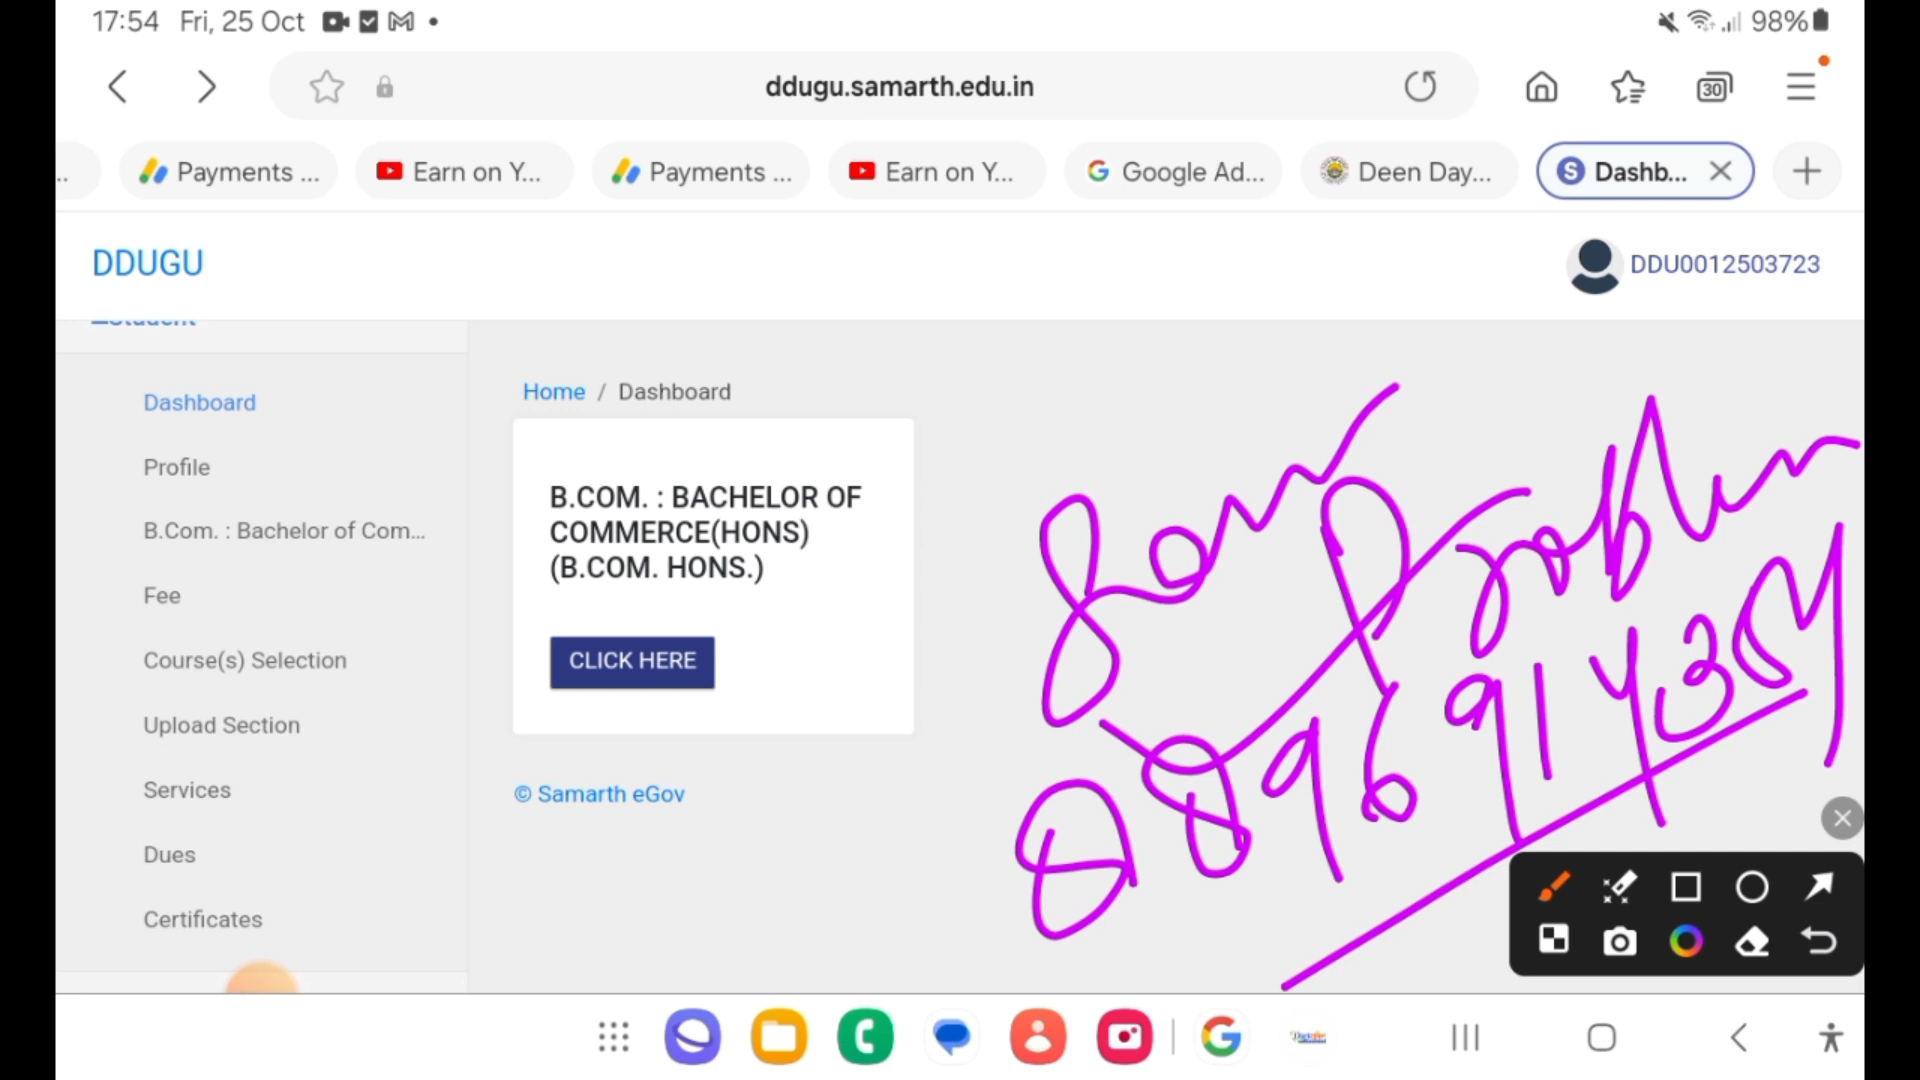 17:54 Fri, 25 Oct
98%
ddugu.samarth.edu.in
30
..
Payments ...
Earn on Y...
Payments ...
Earn on Y...
Google Ad...
Deen Day...
Dashb...
DDUGU
DDU0012503723
Student
Dashboard
Profile
B.Com. : Bachelor of Com...
Fee
Course(s) Selection
Upload Section
Services
Dues
Certificates
Home / Dashboard
B.COM. : BACHELOR OF
COMMERCE(HONS)
(B.COM. HONS.)
CLICK HERE
© Samarth eGov